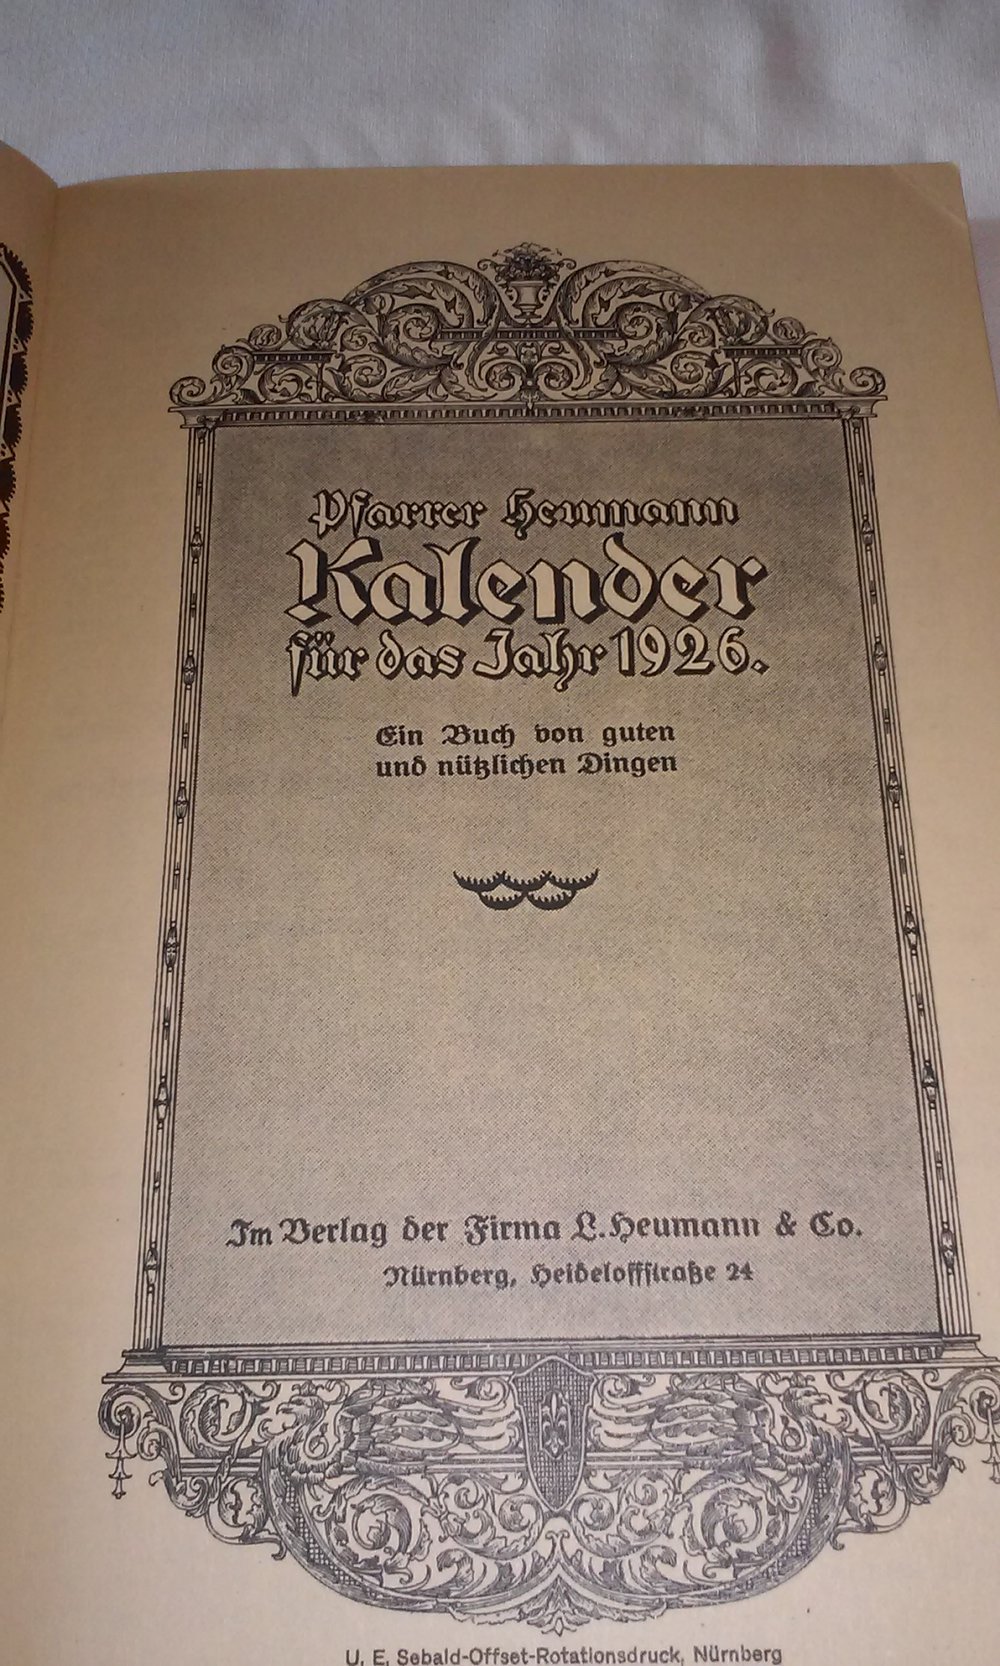 Pfarrer Heumann
Kalender
für das Jahr 1926.
Ein Buch von guten
und nützlichen Dingen
Im Verlag der Firma L. Heumann & Co.
Nürnberg, Heideloffstraße 24
U. E. Sebald-Offset-Rotationsdruck, Nürnberg